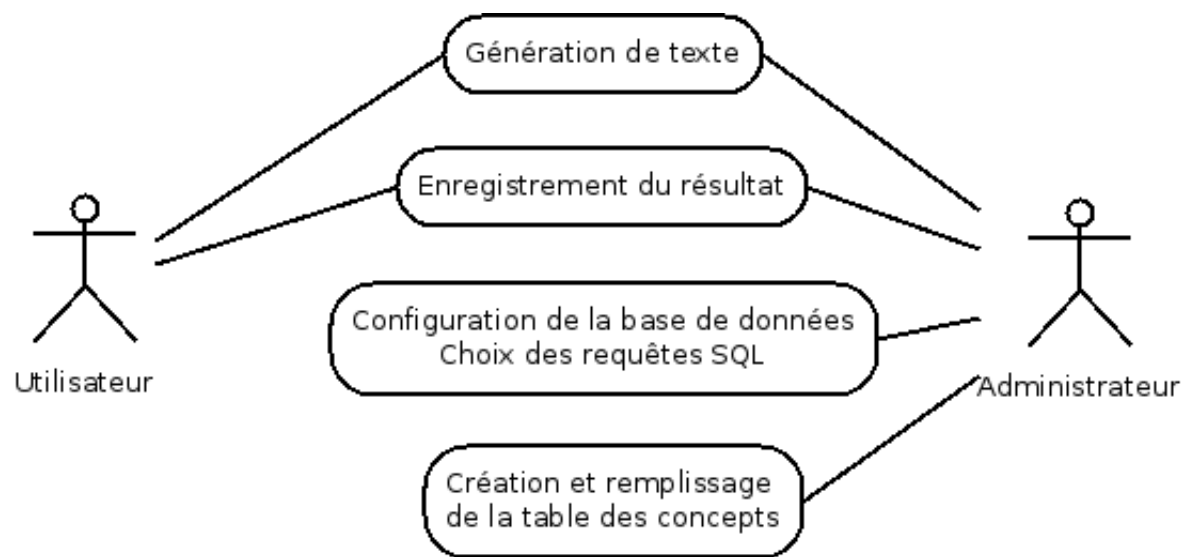 Génération de texte
Enregistrement du résultat
Configuration de la base de données
Choix des requêtes SQL
Utilisateur
Administrateur
Création et remplissage
de la table des concepts